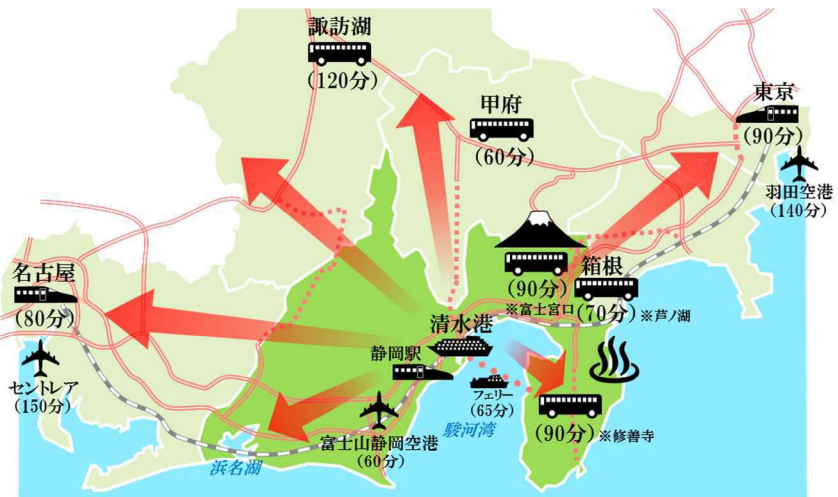 諏訪湖
(120分)
甲府
(60分)
東京
(90分)
羽田空港
(140分)
名古屋
(80分)
セントレア
(150分)
(90分)
※富士宮口
箱根
(70分)
※芦ノ湖
清水港
静岡駅
フェリー
(65分)
富士山静岡空港
(60分)
(90分)
※修善寺
駿河湾
浜名湖